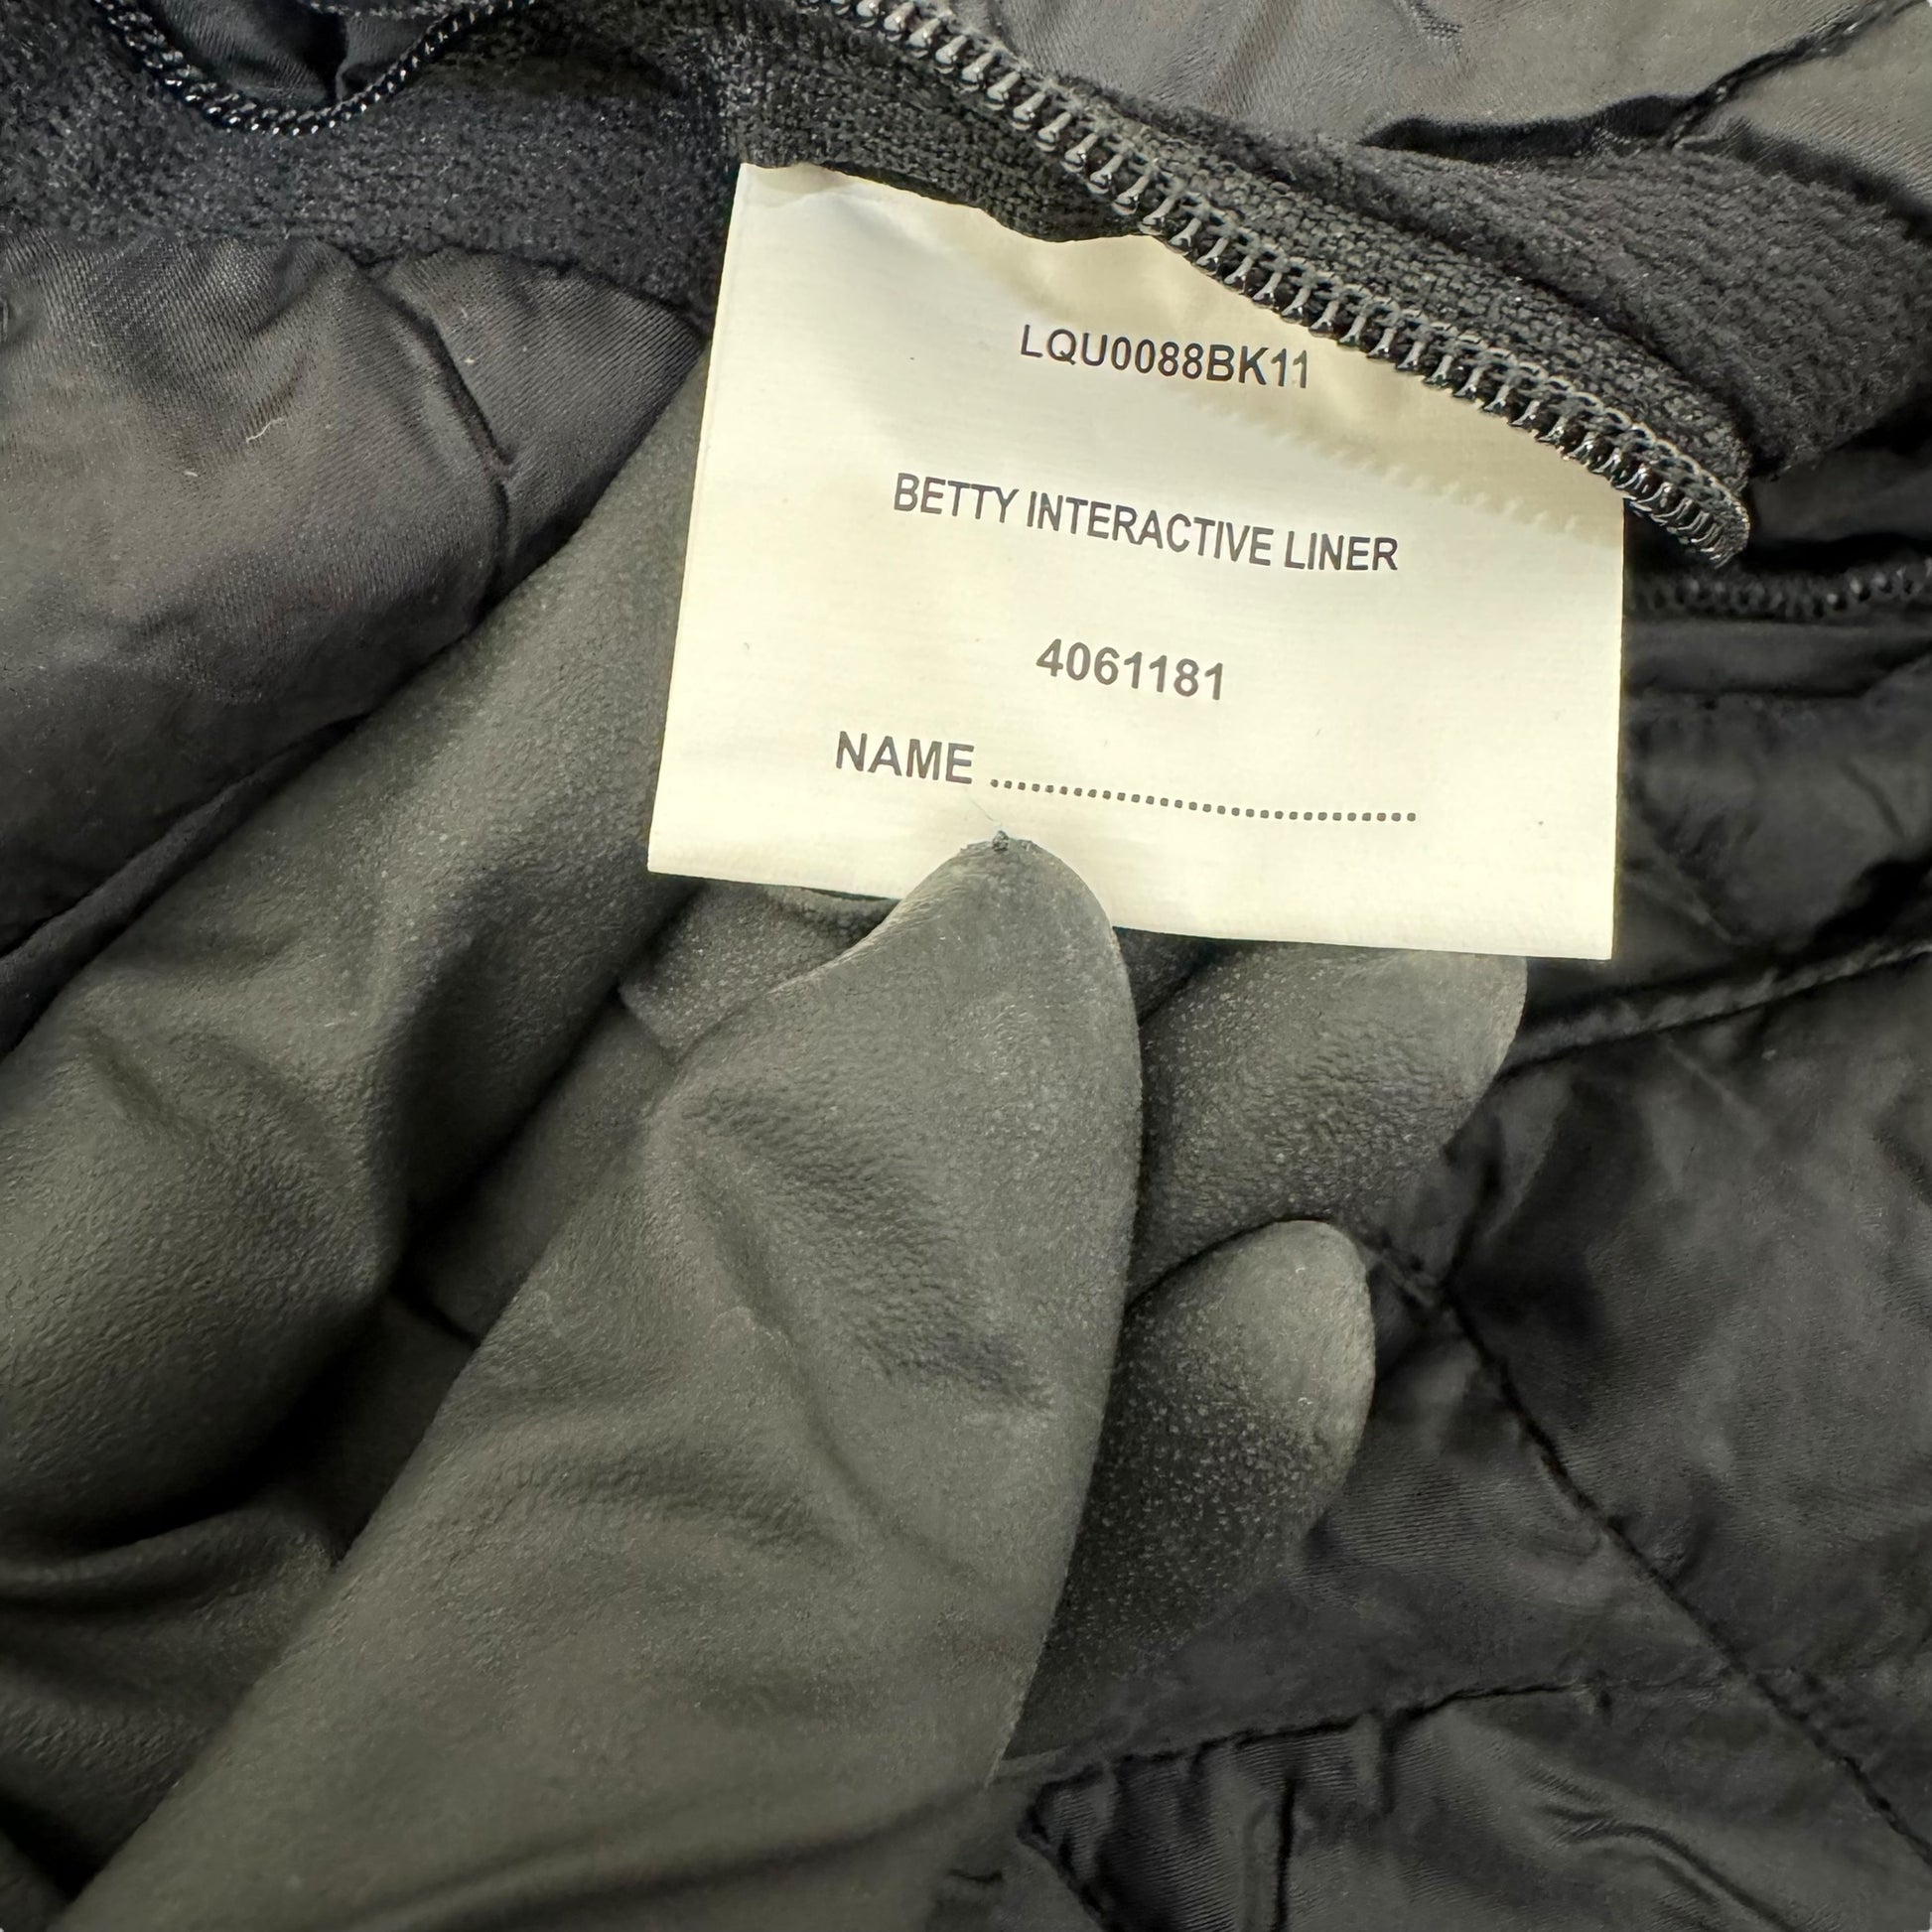 LQU0088BK11
BETTY INTERACTIVE LINER
4061181
NAME ..............................